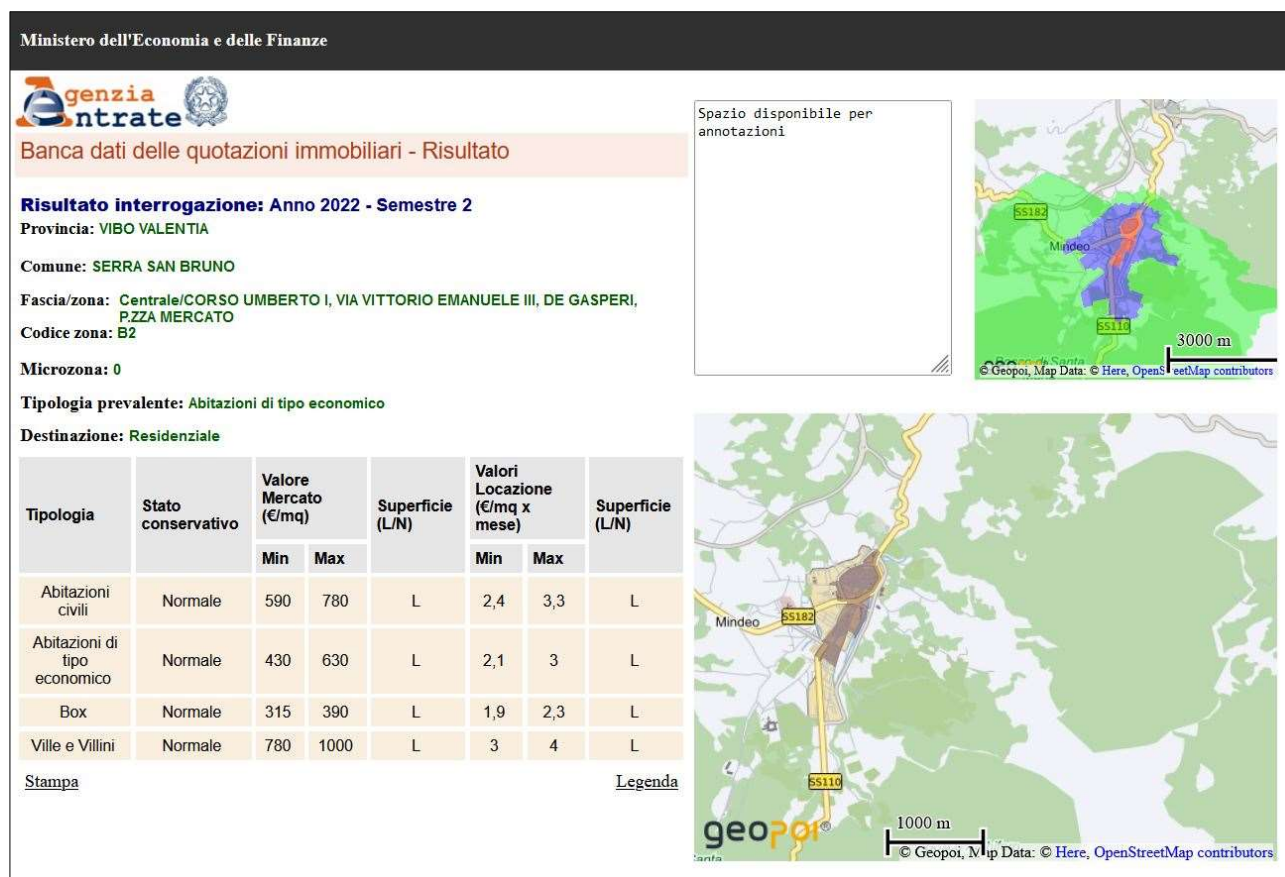 Ministero dell'Economia e delle Finanze
Agenzia
Entrate
Banca dati delle quotazioni immobiliari - Risultato
Risultato interrogazione: Anno 2022 - Semestre 2
Provincia: VIBO VALENTIA
Comune: SERRA SAN BRUNO
Fascia/zona: Centrale/CORSO UMBERTO I, VIA VITTORIO EMANUELE III, DE GASPERI,
P.ZZA MERCATO
Codice zona: B2
Microzona: 0
Tipologia prevalente: Abitazioni di tipo economico
Destinazione: Residenziale
Tipologia Stato conservativo Valore Mercato (€/mq) Superficie (L/N) Valori Locazione (€/mq x mese) Superficie (L/N)
Min Max Min Max
Abitazioni civili Normale 590 780 L 2,4 3,3 L
Abitazioni di tipo economico Normale 430 630 L 2,1 3 L
Box Normale 315 390 L 1,9 2,3 L
Ville e Villini Normale 780 1000 L 3 4 L
Stampa Legenda
Spazio disponibile per
annotazioni
SS182
Mindeo
SS110
3000 m
© Geopoi, Map Data: © Here, OpenStreetMap contributors
Mindeo
SS182
SS110
geopoi®
1000 m
© Geopoi, Map Data: © Here, OpenStreetMap contributors